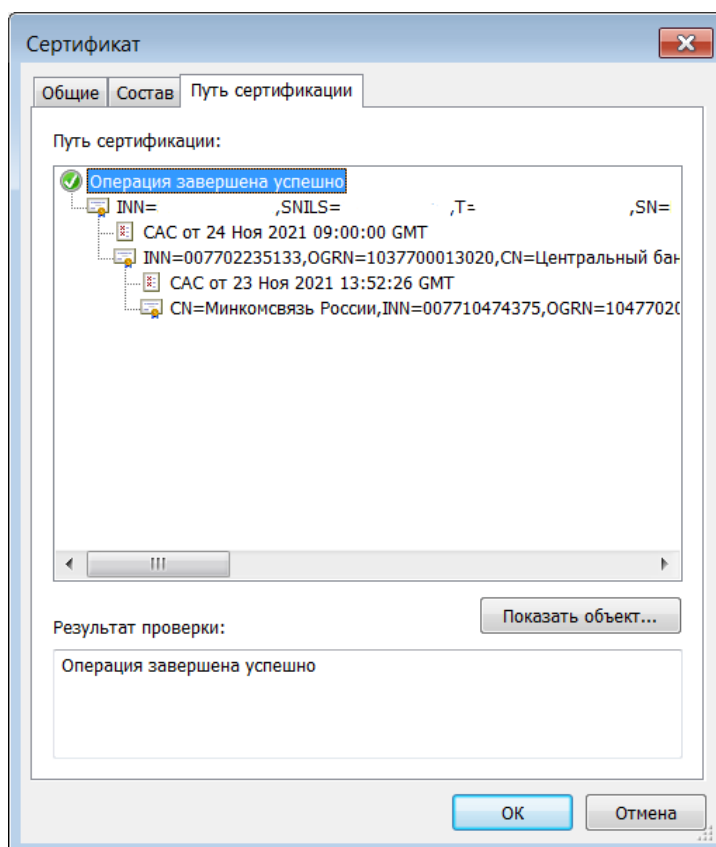 Сертификат
Общие Состав Путь сертификации
Путь сертификации:
Операция завершена успешно
INN= ,SNILS= ,T= ,SN=
САС от 24 Ноя 2021 09:00:00 GMT
INN=007702235133,OGRN=1037700013020,CN=Центральный бан
САС от 23 Ноя 2021 13:52:26 GMT
CN=Минкомсвязь России,INN=007710474375,OGRN=10477020
Показать объект...
Результат проверки:
Операция завершена успешно
ОК Отмена